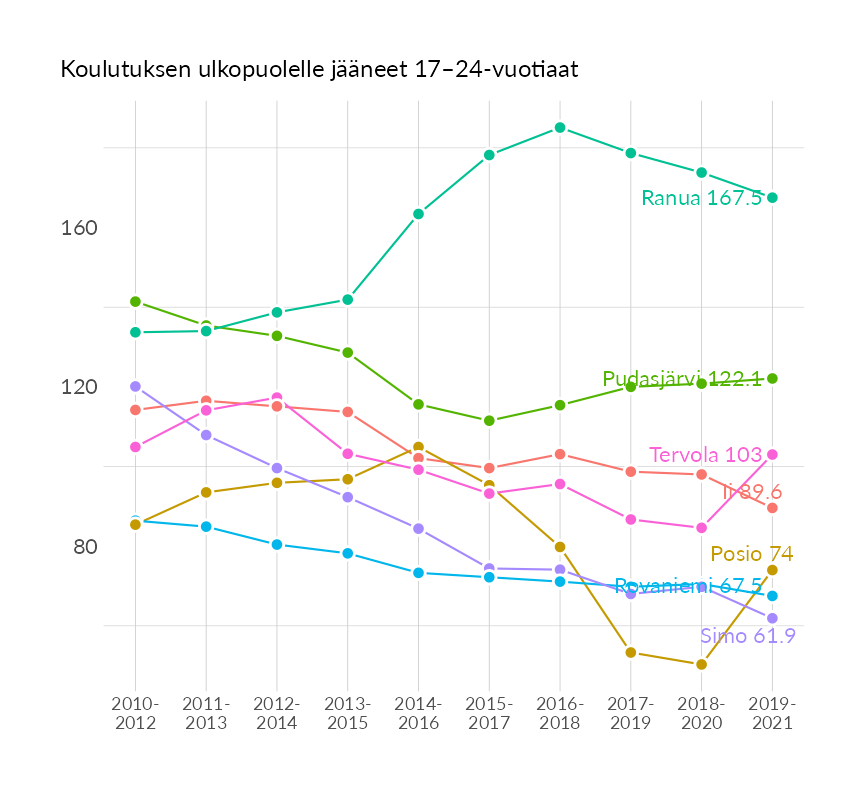 Koulutuksen ulkopuolelle jääneet 17–24-vuotiaat
160
120
80
Ranua 167.5
Pudasjärvi 122.1
Tervola 103
Ii 89.6
Posio 74
Rovaniemi 67.5
Simo 61.9
2010- 2011- 2012- 2013- 2014- 2015- 2016- 2017- 2018- 2019-
2012 2013 2014 2015 2016 2017 2018 2019 2020 2021